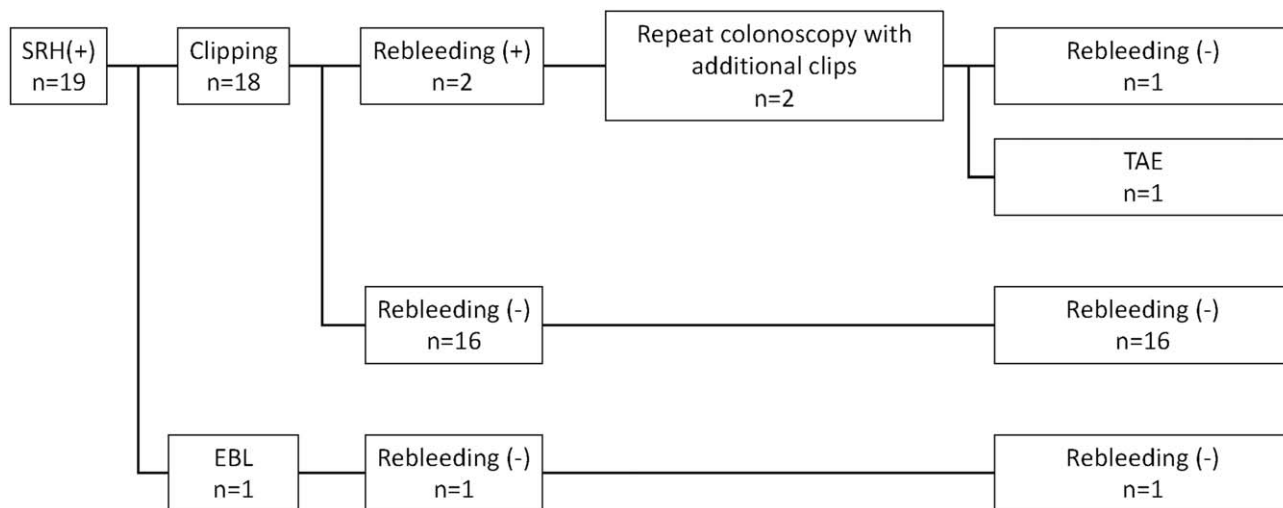 SRH(+)
n=19
Clipping
n=18
Rebleeding (+)
n=2
Repeat colonoscopy with
additional clips
n=2
Rebleeding (-)
n=1
TAE
n=1
Rebleeding (-)
n=16
Rebleeding (-)
n=16
EBL
n=1
Rebleeding (-)
n=1
Rebleeding (-)
n=1